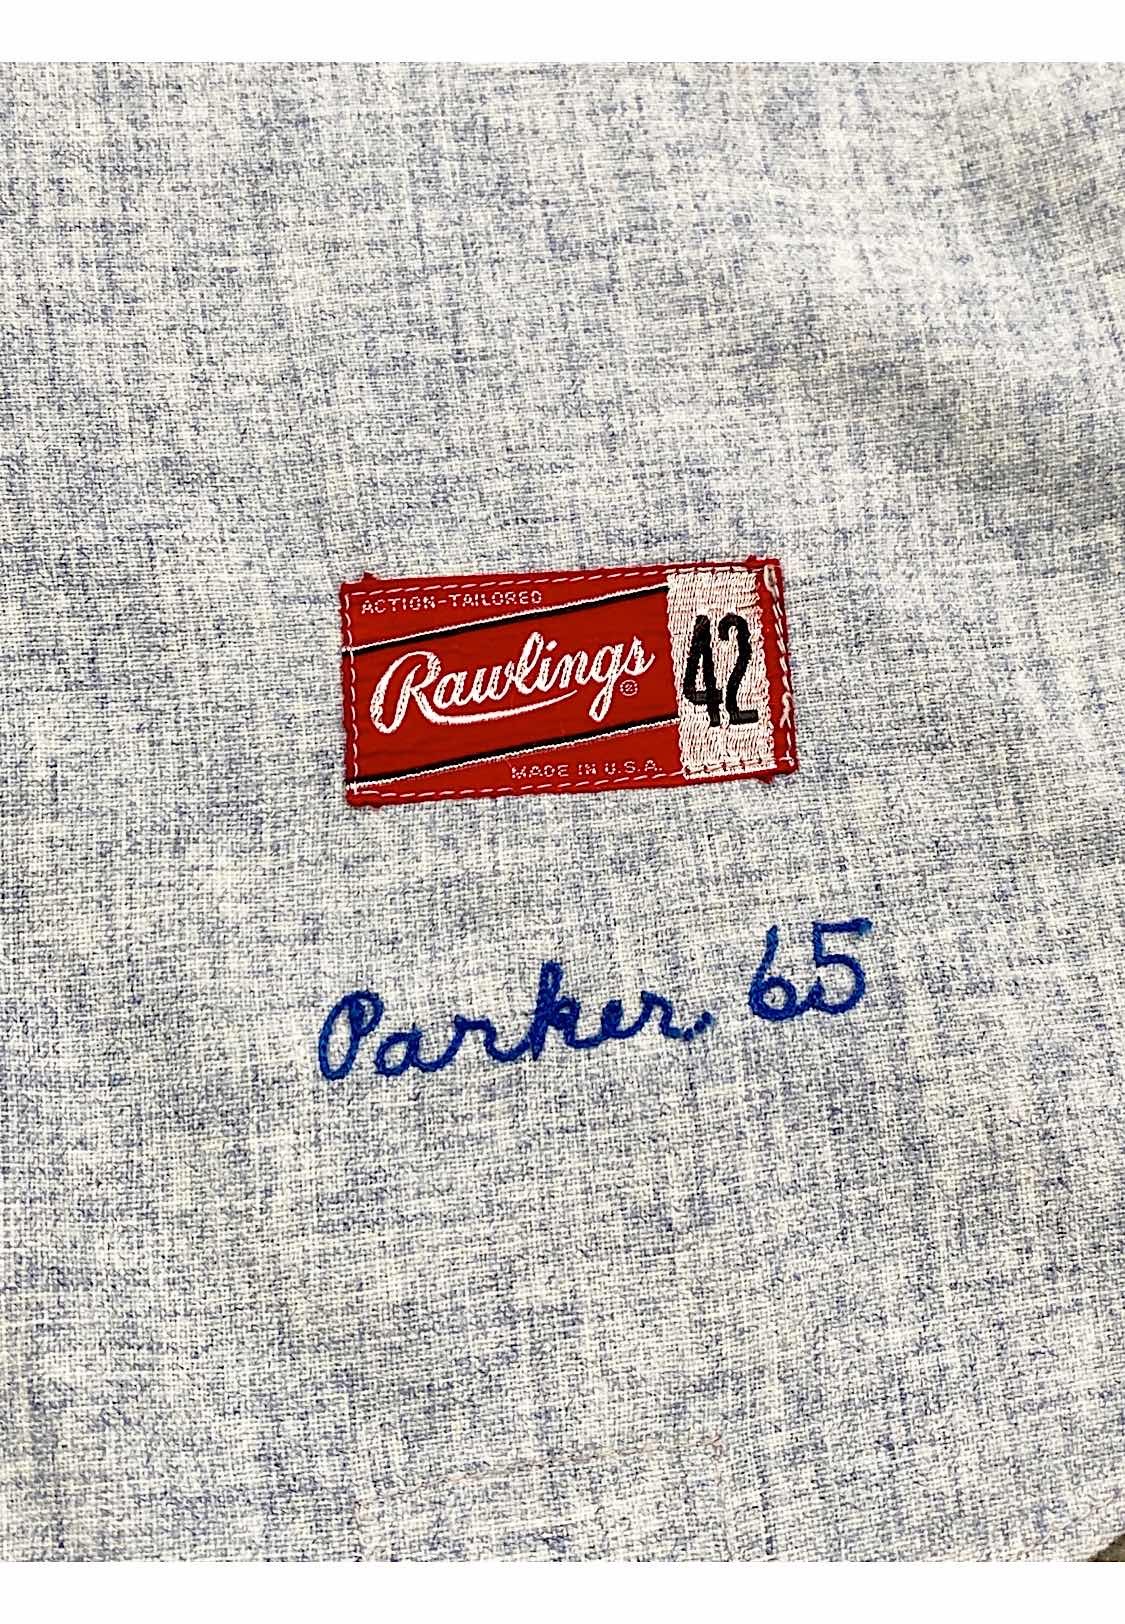 ACTION-TAILORED
Rawlings ®
42
MADE IN U.S.A.
Parker. 65